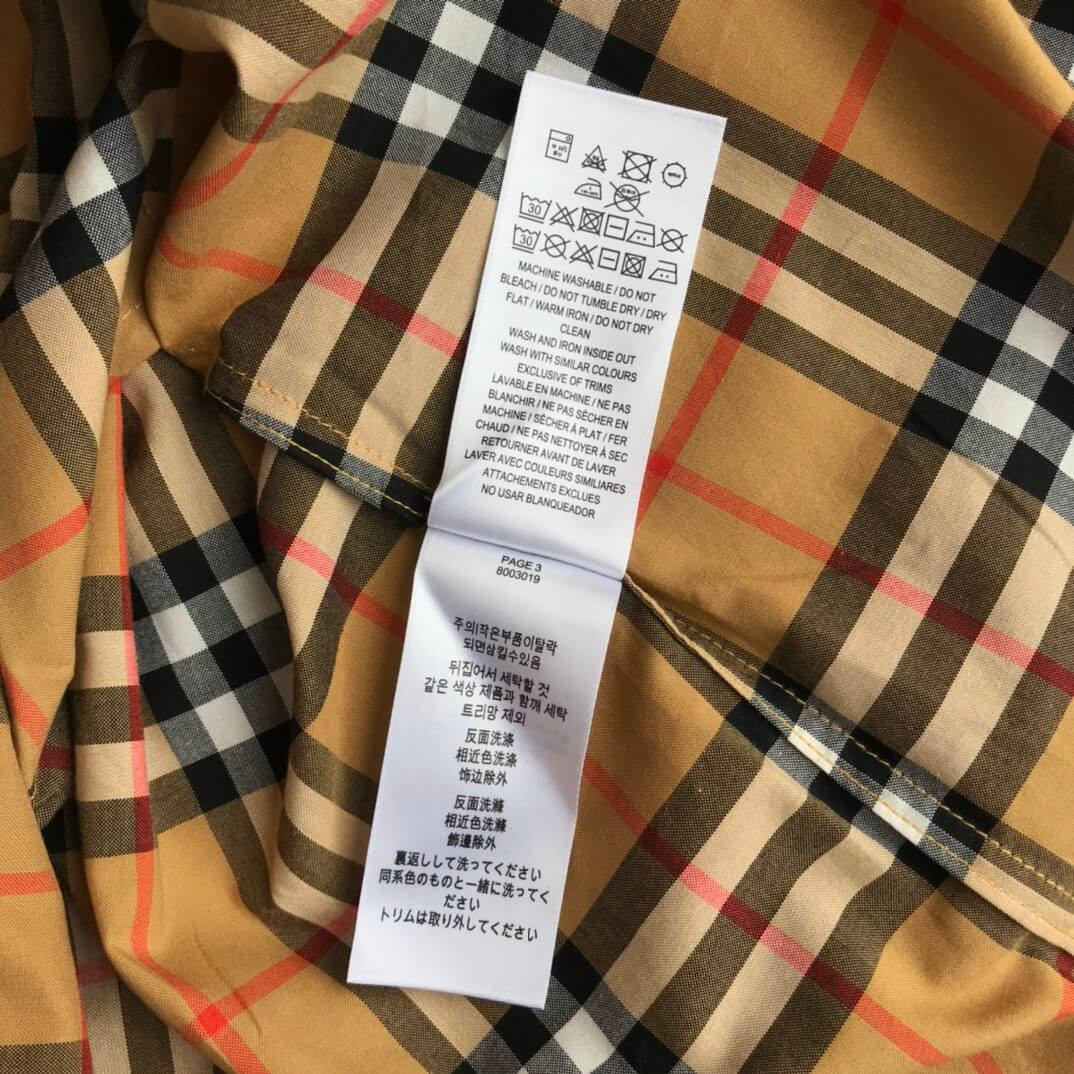 30
30
MACHINE WASHABLE / DO NOT
BLEACH / DO NOT TUMBLE DRY / DRY
FLAT / WARM IRON / DO NOT DRY
CLEAN
WASH AND IRON INSIDE OUT
WASH WITH SIMILAR COLOURS
EXCLUSIVE OF TRIMS
LAVABLE EN MACHINE / NE PAS
BLANCHIR / NE PAS SÉCHER EN
MACHINE / SÉCHER À PLAT / FER
CHAUD / NE PAS NETTOYER À SEC
RETOURNER AVANT DE LAVER
LAVER AVEC COULEURS SIMILIARES
ATTACHEMENTS EXCLUES
NO USAR BLANQUEADOR
PAGE 3
8003019
주의|작은부품이탈락
되면삼킬수있음
뒤집어서 세탁할 것
같은 색상 제품과 함깨 세탁
트리망 제외
反面洗涤
相近色洗涤
饰边除外
反面洗滌
相近色洗滌
飾邊除外
裏返しして洗ってください
同系色のものと一緒に洗ってく
ださい
トリムは取り外してください